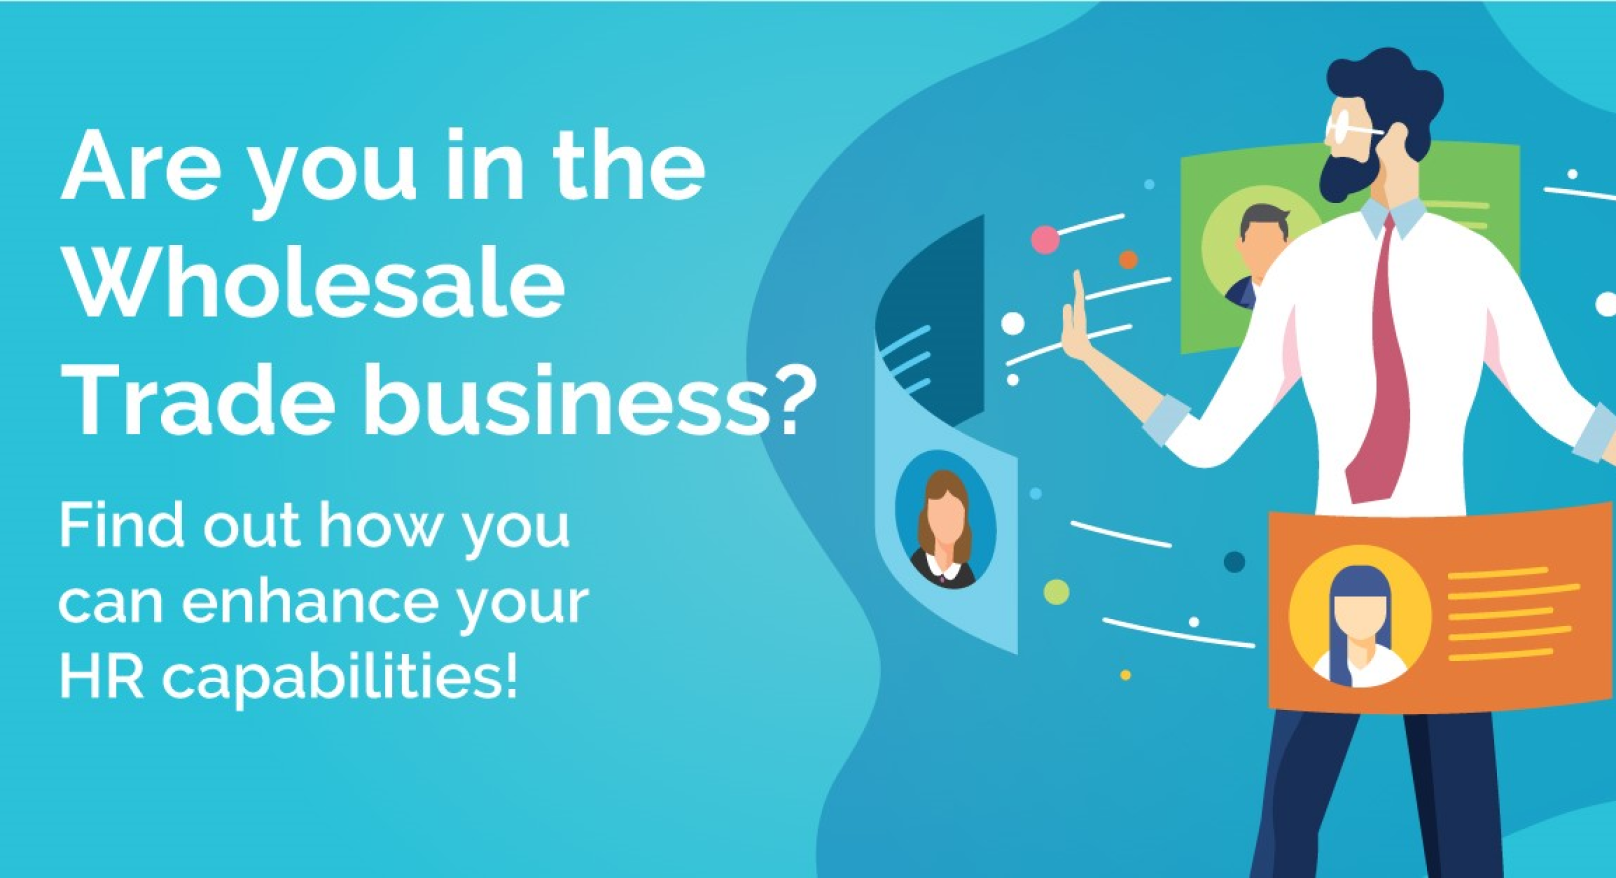 Are you in the
Wholesale
Trade business?
Find out how you
can enhance your
HR capabilities!